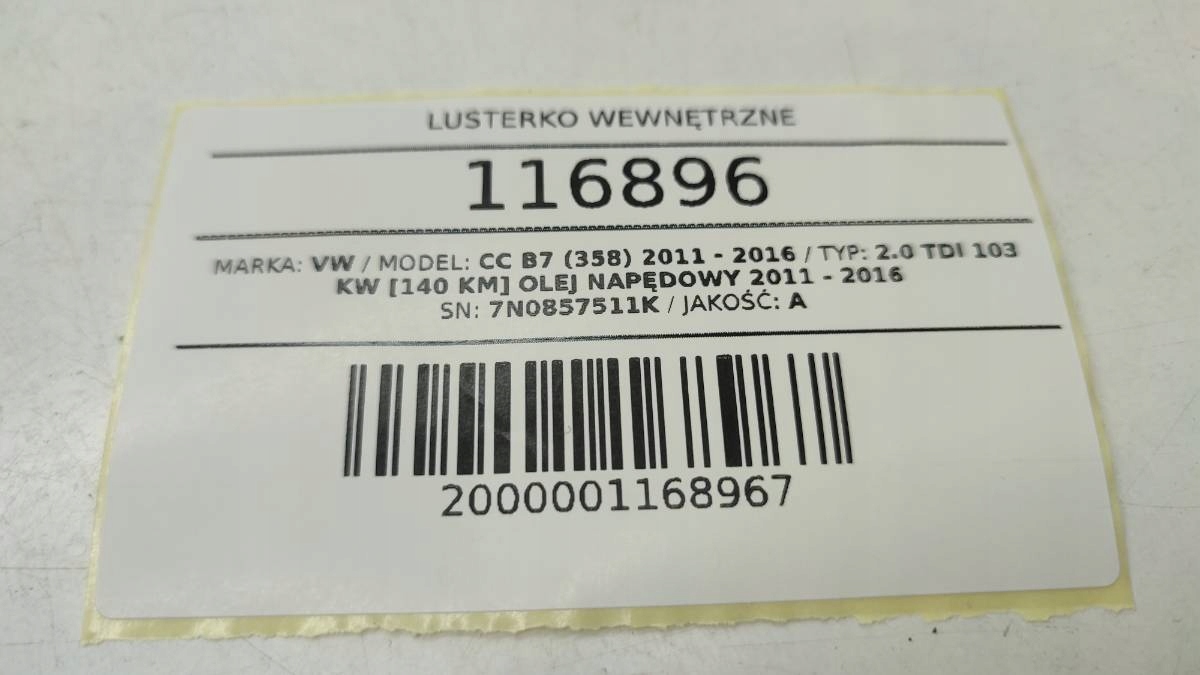 LUSTERKO WEWNĘTRZNE
116896
MARKA: VW / MODEL: CC B7 (358) 2011 - 2016 / TYP: 2.0 TDI 103
KW [140 KM] OLEJ NAPĘDOWY 2011 - 2016
SN: 7N0857511K / JAKOŚĆ: A
2000001168967